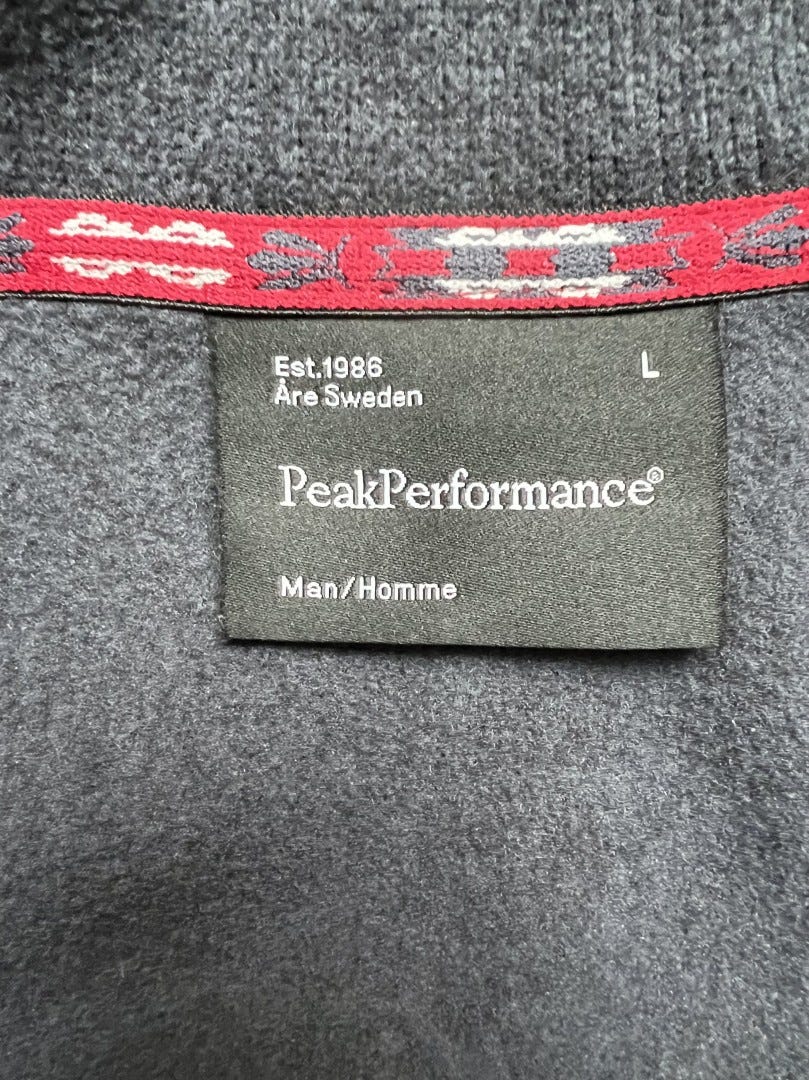 Est.1986 L
Åre Sweden
PeakPerformance®
Man/Homme